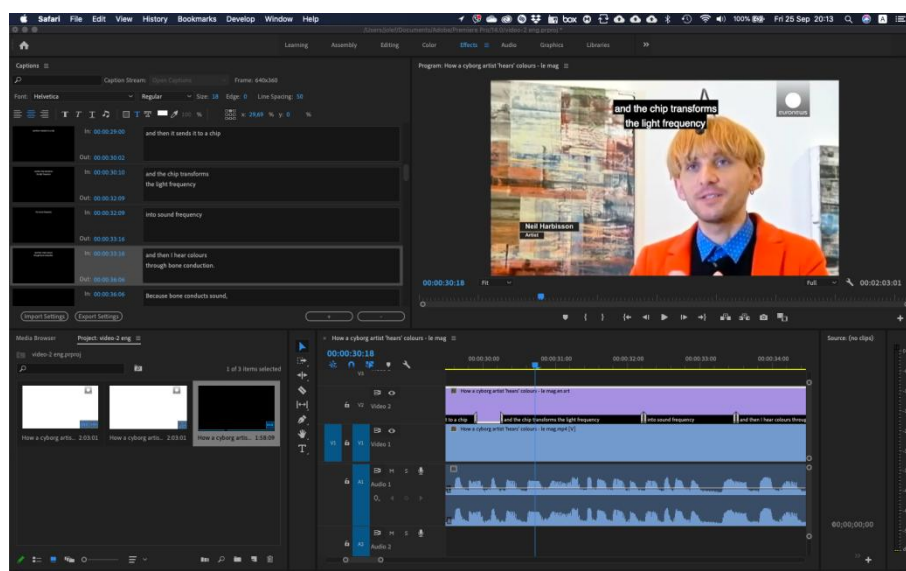 Safari File Edit View History Bookmarks Develop Window Help
box 100% Fri 25 Sep 20:13
Learning Assembly Editing Color Effects Audio Graphics Libraries
Captions
Caption Stream: Open Captions Frame: 640x360
Font: Helvetica Regular Size: 18 Edge: 0 Line Spacing: 50
100 % x: 29,69 % y: 0 %
In: 00:00:29:00 and then it sends it to a chip
Out: 00:00:30:02
In: 00:00:30:10 and the chip transforms
the light frequency
Out: 00:00:32:09
In: 00:00:32:09 into sound frequency
Out: 00:00:33:14
and then I hear colours
through bone conduction.
Out: 00:00:36:06
In: 00:00:36:06 Because bone conducts sound,
Import Settings Export Settings + -
Program: How a cyborg artist 'hears' colours - le mag
and the chip transforms
the light frequency
euronews
Neil Harbisson
Artist
00:00:30:18 Fit Full 00:02:03:01
Media Browser Project: video-2 eng
video-2 eng.prproj
1 of 3 items selected
How a cyborg artis... 2:03:01 How a cyborg artis... 2:03:01 How a cyborg artis... 1:58:09
How a cyborg artist 'hears' colours - le mag
00:00:30:18
00:00:30:00 00:00:31:00 00:00:32:00 00:00:33:00 00:00:34:00
V3
How a cyborg artist 'hears' colours - le mag.en.srt
V2 Video 2
t to a chip and the chip transforms the light frequency into sound frequency and then I hear colours throug
How a cyborg artist 'hears' colours - le mag.mp4 [V]
V1 V1 Video 1
M S
A1 Audio 1
M S
A2 Audio 2
Source: (no clips)
00;00;00;00